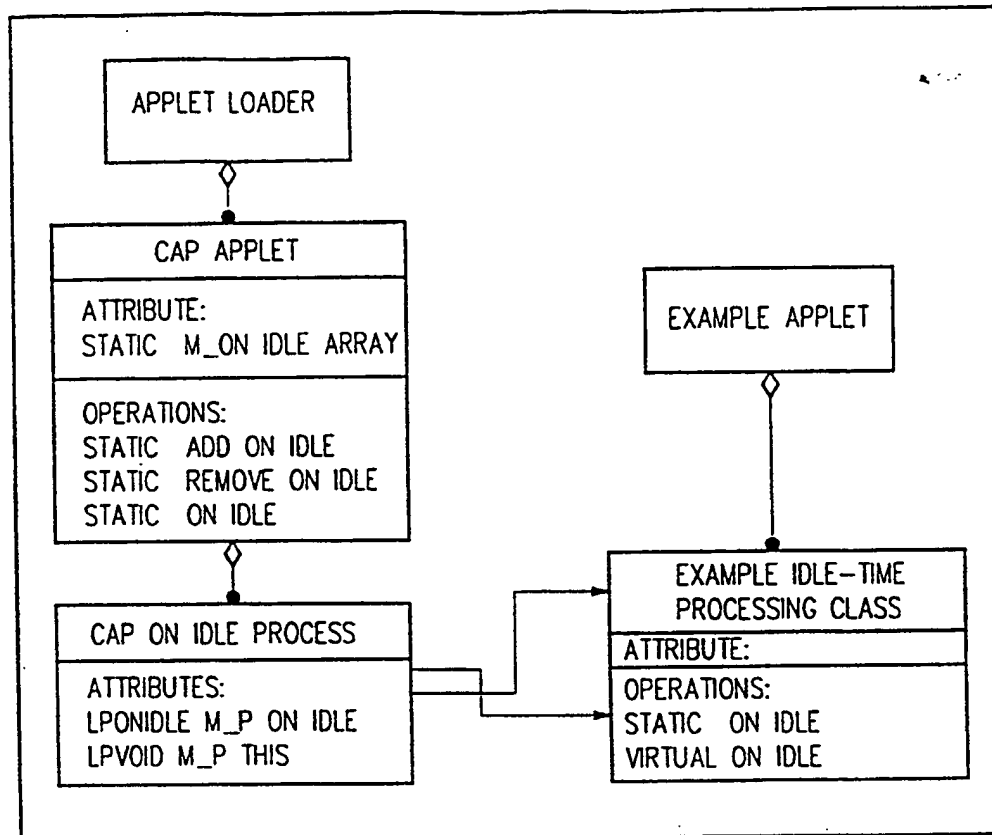 APPLET LOADER
CAP APPLET
ATTRIBUTE:
STATIC M_ON IDLE ARRAY
OPERATIONS:
STATIC ADD ON IDLE
STATIC REMOVE ON IDLE
STATIC ON IDLE
CAP ON IDLE PROCESS
ATTRIBUTES:
LPONIDLE M_P ON IDLE
LPVOID M_P THIS
EXAMPLE APPLET
EXAMPLE IDLE-TIME
PROCESSING CLASS
ATTRIBUTE:
OPERATIONS:
STATIC ON IDLE
VIRTUAL ON IDLE